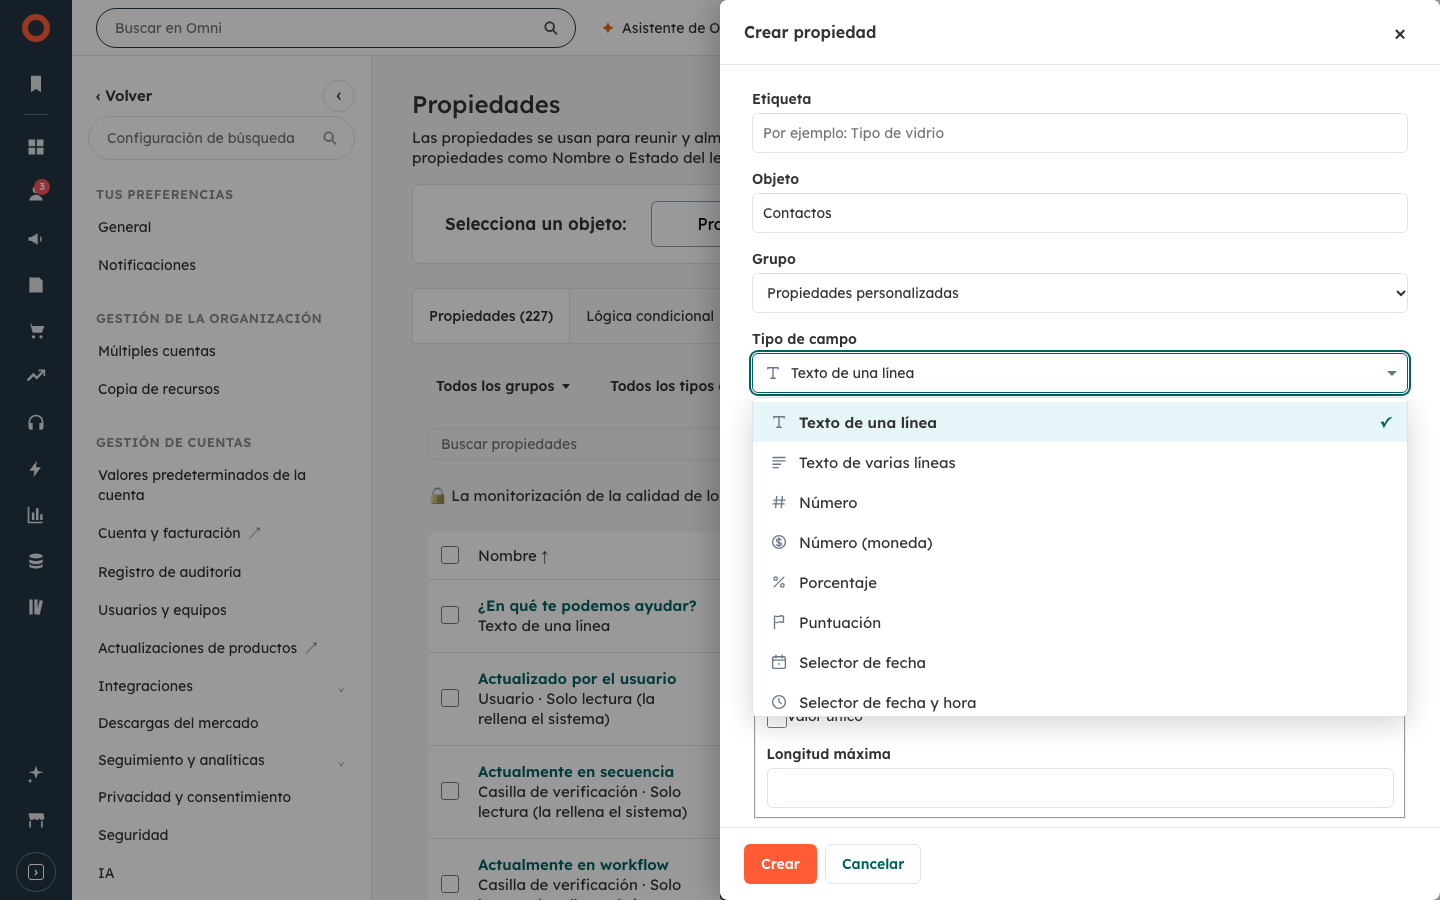 Buscar en Omni
Asistente de O
3
‹ Volver
Configuración de búsqueda
TUS PREFERENCIAS
General
Notificaciones
GESTIÓN DE LA ORGANIZACIÓN
Múltiples cuentas
Copia de recursos
GESTIÓN DE CUENTAS
Valores predeterminados de la
cuenta
Cuenta y facturación
Registro de auditoría
Usuarios y equipos
Actualizaciones de productos
Integraciones
Descargas del mercado
Seguimiento y analíticas
Privacidad y consentimiento
Seguridad
IA
Propiedades
Las propiedades se usan para reunir y alm
propiedades como Nombre o Estado del le
Selecciona un objeto:
Pro
Propiedades (227)
Lógica condicional
Todos los grupos
Todos los tipos
Buscar propiedades
La monitorización de la calidad de lo
Nombre ↑
¿En qué te podemos ayudar?
Texto de una línea
Actualizado por el usuario
Usuario · Solo lectura (la
rellena el sistema)
Actualmente en secuencia
Casilla de verificación · Solo
lectura (la rellena el sistema)
Actualmente en workflow
Casilla de verificación · Solo
Crear propiedad
Etiqueta
Por ejemplo: Tipo de vidrio
Objeto
Contactos
Grupo
Propiedades personalizadas
Tipo de campo
Texto de una línea
Texto de una línea ✓
Texto de varias líneas
Número
Número (moneda)
Porcentaje
Puntuación
Selector de fecha
Selector de fecha y hora
Valor único
Longitud máxima
Crear
Cancelar